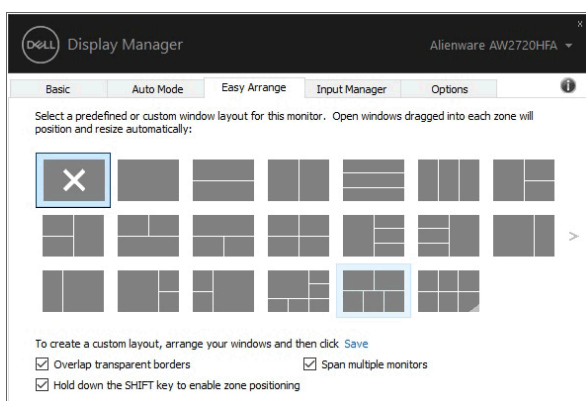 x
DELL Display Manager Alienware AW2720HFA
Basic Auto Mode Easy Arrange Input Manager Options i
Select a predefined or custom window layout for this monitor. Open windows dragged into each zone will
position and resize automatically:
>
To create a custom layout, arrange your windows and then click Save
Overlap transparent borders Span multiple monitors
Hold down the SHIFT key to enable zone positioning